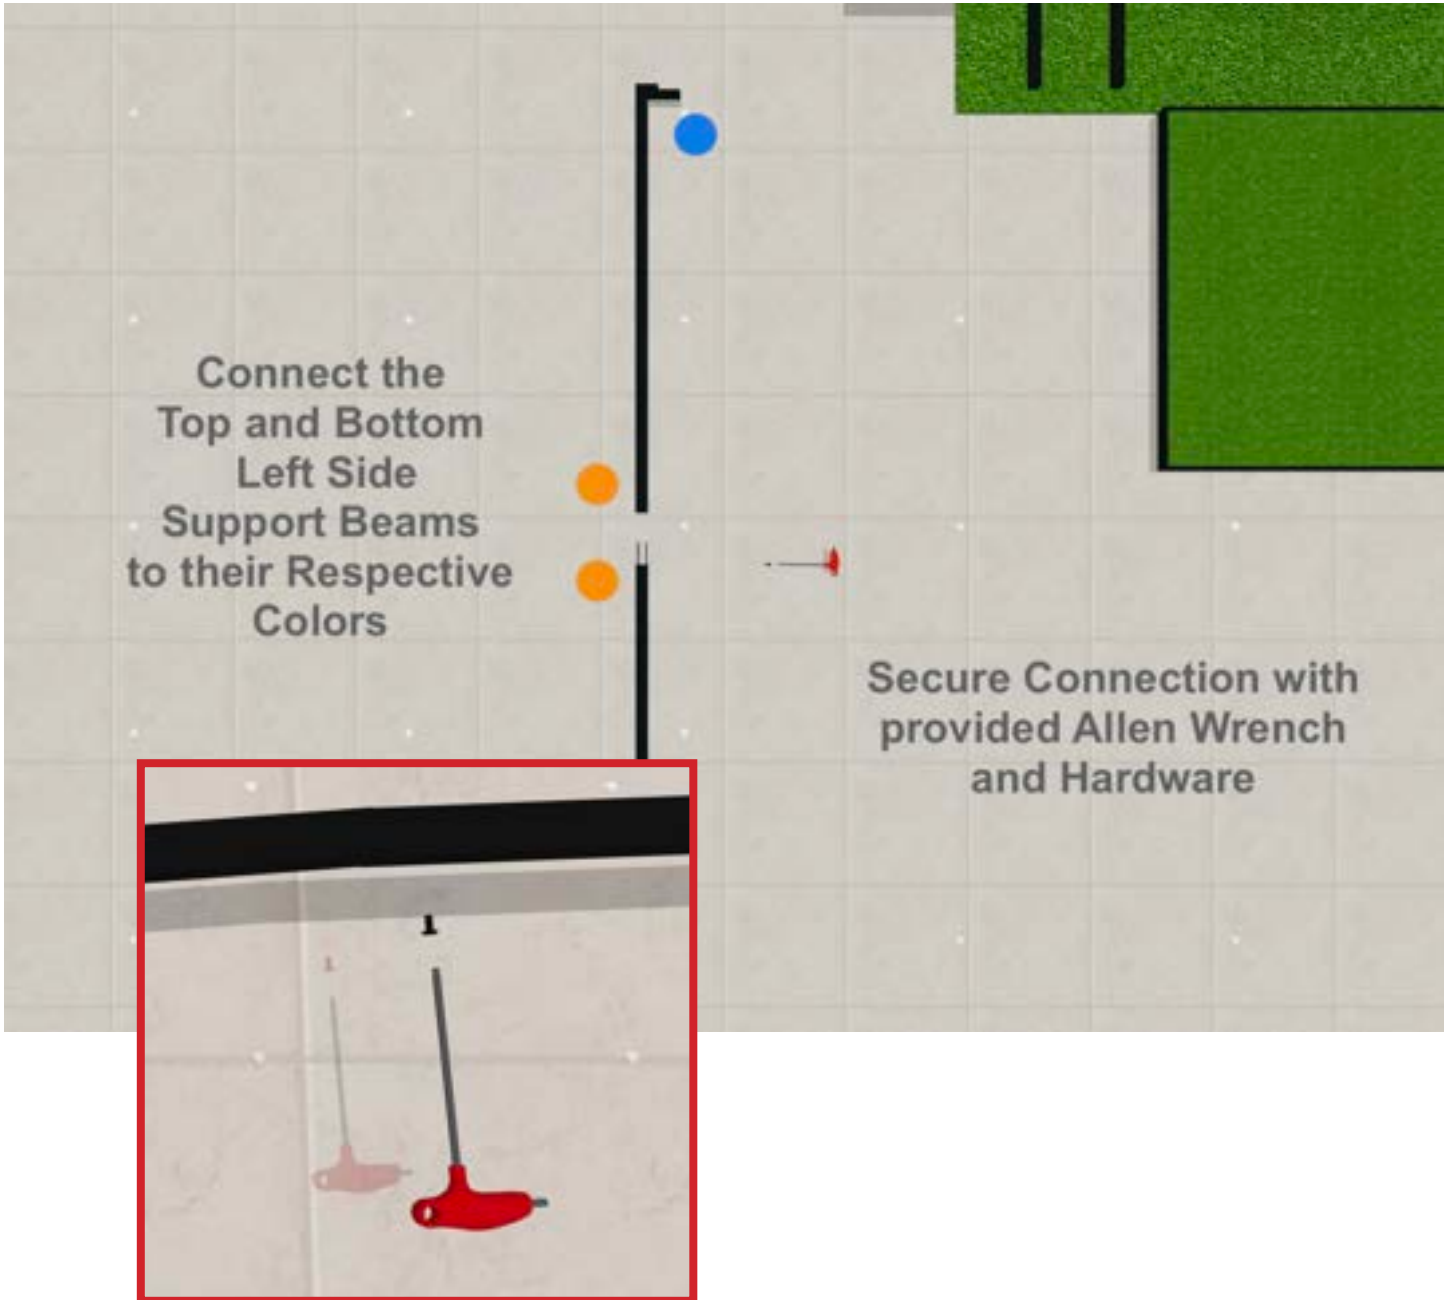 Connect the
Top and Bottom
Left Side
Support Beams
to their Respective
Colors
Secure Connection with
provided Allen Wrench
and Hardware